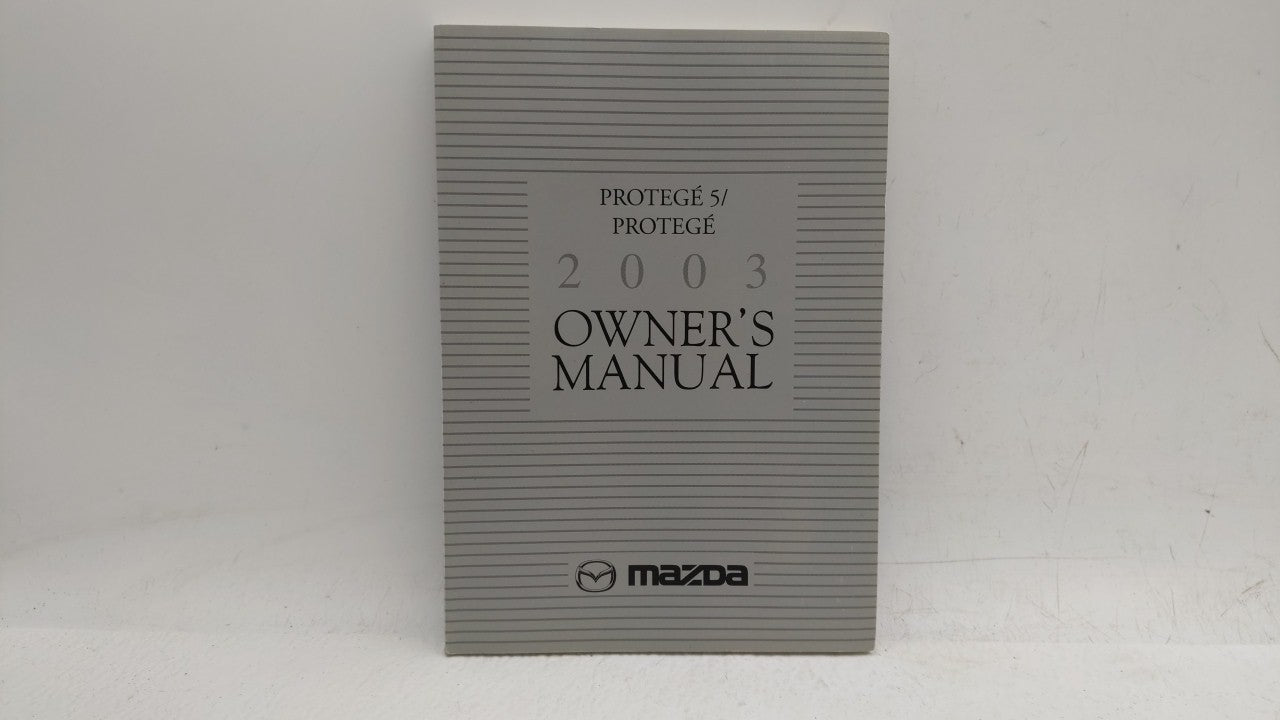 PROTEGÉ 5/
PROTEGÉ
2003
OWNER'S
MANUAL
mazda